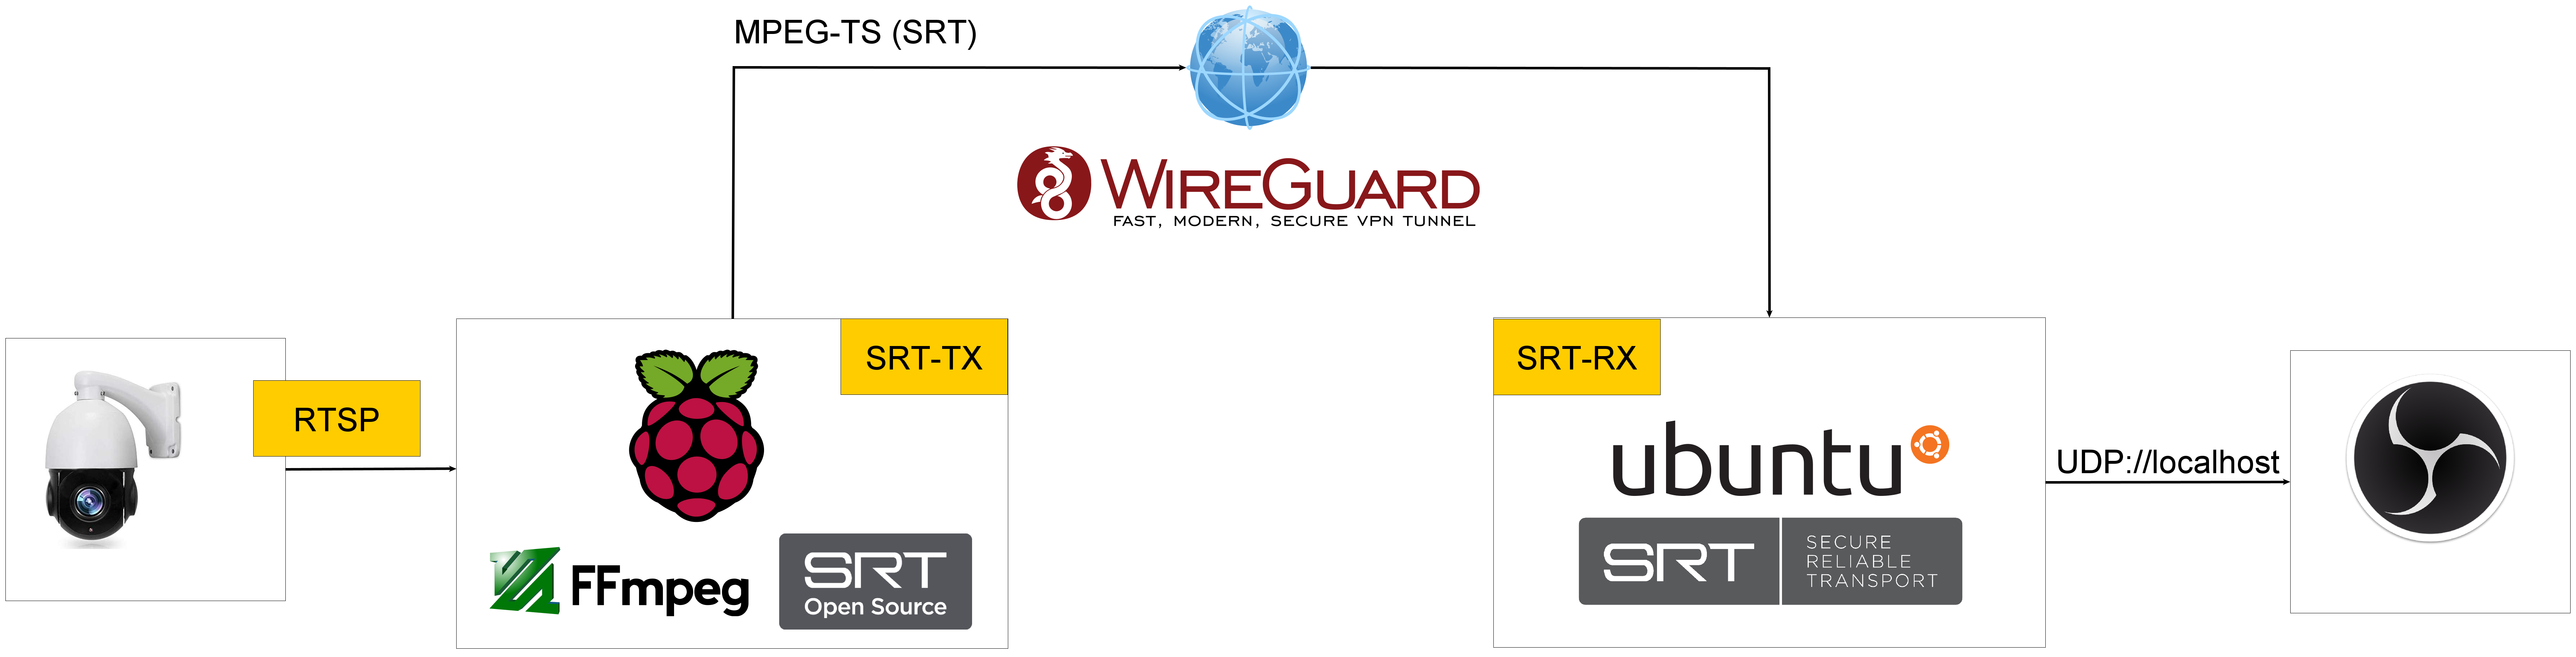 MPEG-TS (SRT)
WIREGUARD
FAST, MODERN, SECURE VPN TUNNEL
RTSP
SRT-TX
FFmpeg
SRT
Open Source
SRT-RX
ubuntu
SRT
SECURE
RELIABLE
TRANSPORT
UDP://localhost